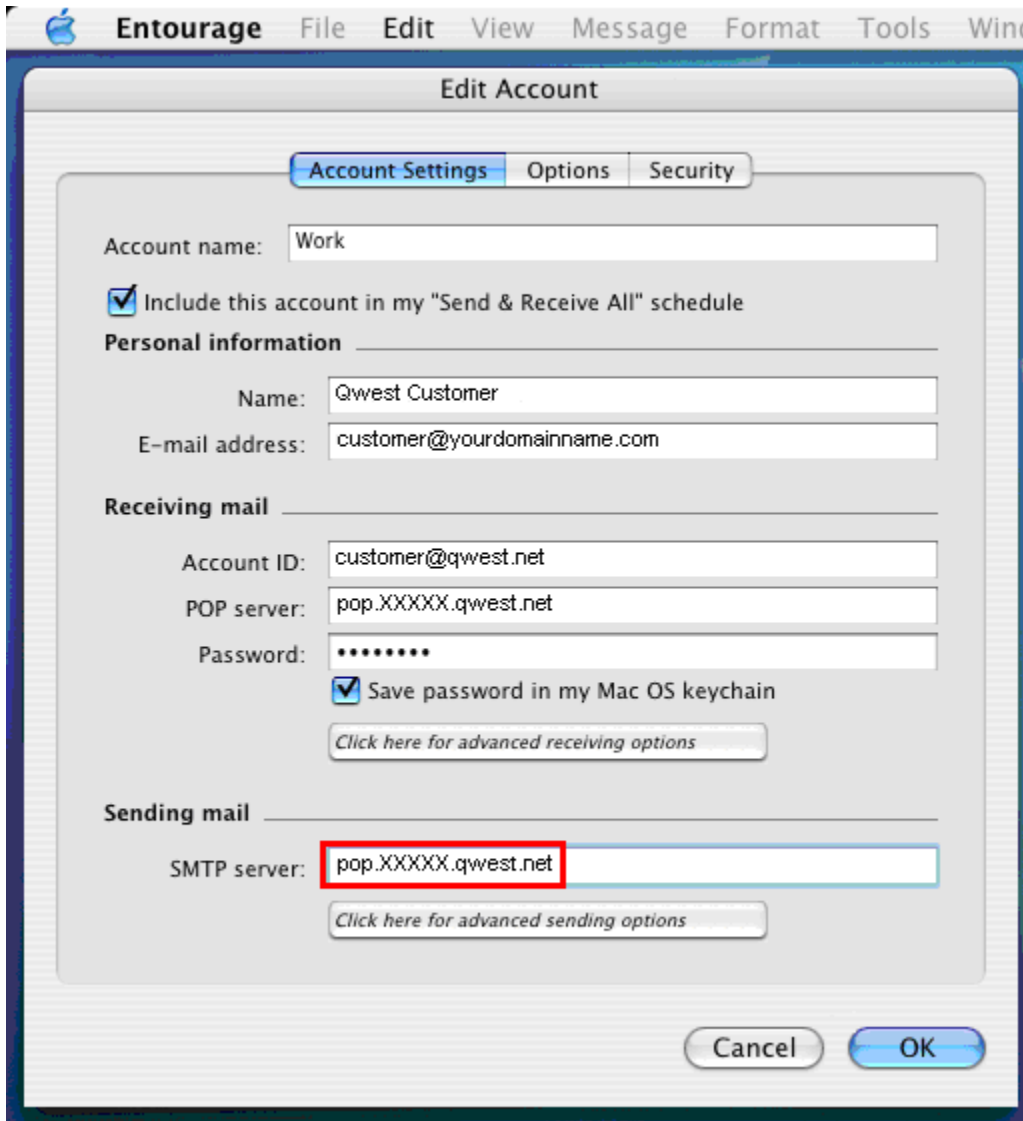 Entourage File Edit View Message Format Tools
Edit Account
Account Settings Options Security
Account name: Work
Include this account in my "Send & Receive All" schedule
Personal information
Name: Qwest Customer
E-mail address: customer@yourdomainname.com
Receiving mail
Account ID: customer@qwest.net
POP server: pop.XXXXX.qwest.net
Password: ••••••••
Save password in my Mac OS keychain
Click here for advanced receiving options
Sending mail
SMTP server: pop.XXXXX.qwest.net
Click here for advanced sending options
Cancel OK